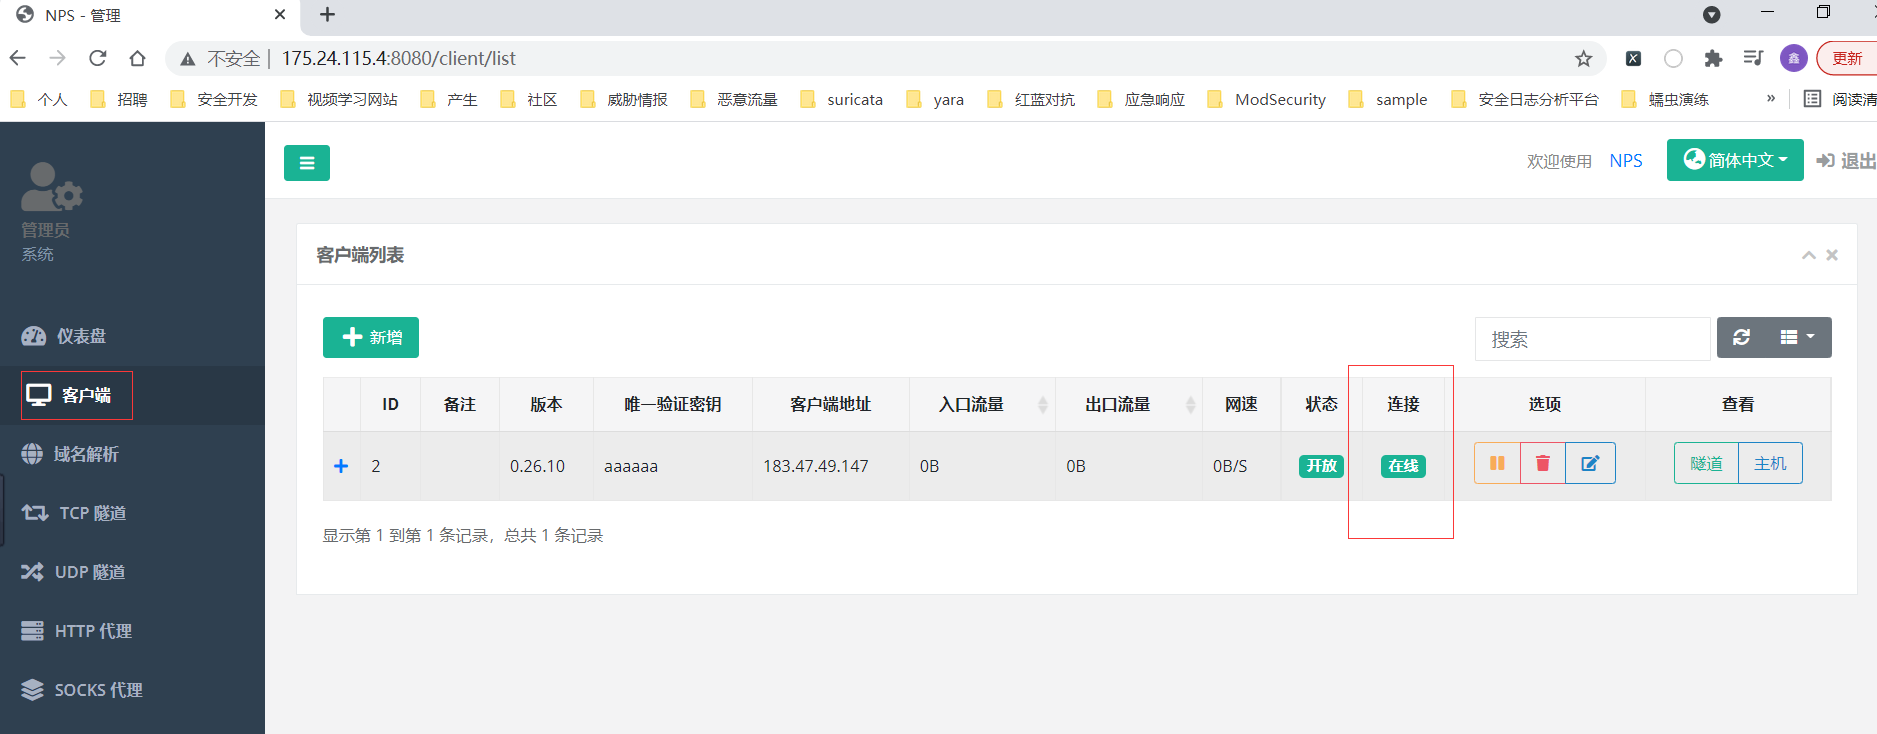 NPS - 管理
不安全 | 175.24.115.4:8080/client/list
更新
个人 招聘 安全开发 视频学习网站 产生 社区 威胁情报 恶意流量 suricata yara 红蓝对抗 应急响应 ModSecurity sample 安全日志分析平台 蠕虫演练 » 阅读清
欢迎使用 NPS 简体中文 退出
管理员
系统
仪表盘
客户端
域名解析
TCP 隧道
UDP 隧道
HTTP 代理
SOCKS 代理
客户端列表
新增
搜索
ID 备注 版本 唯一验证密钥 客户端地址 入口流量 出口流量 网速 状态 连接 选项 查看
2 0.26.10 aaaaaa 183.47.49.147 0B 0B 0B/S 开放 在线 隧道 主机
显示第 1 到第 1 条记录，总共 1 条记录